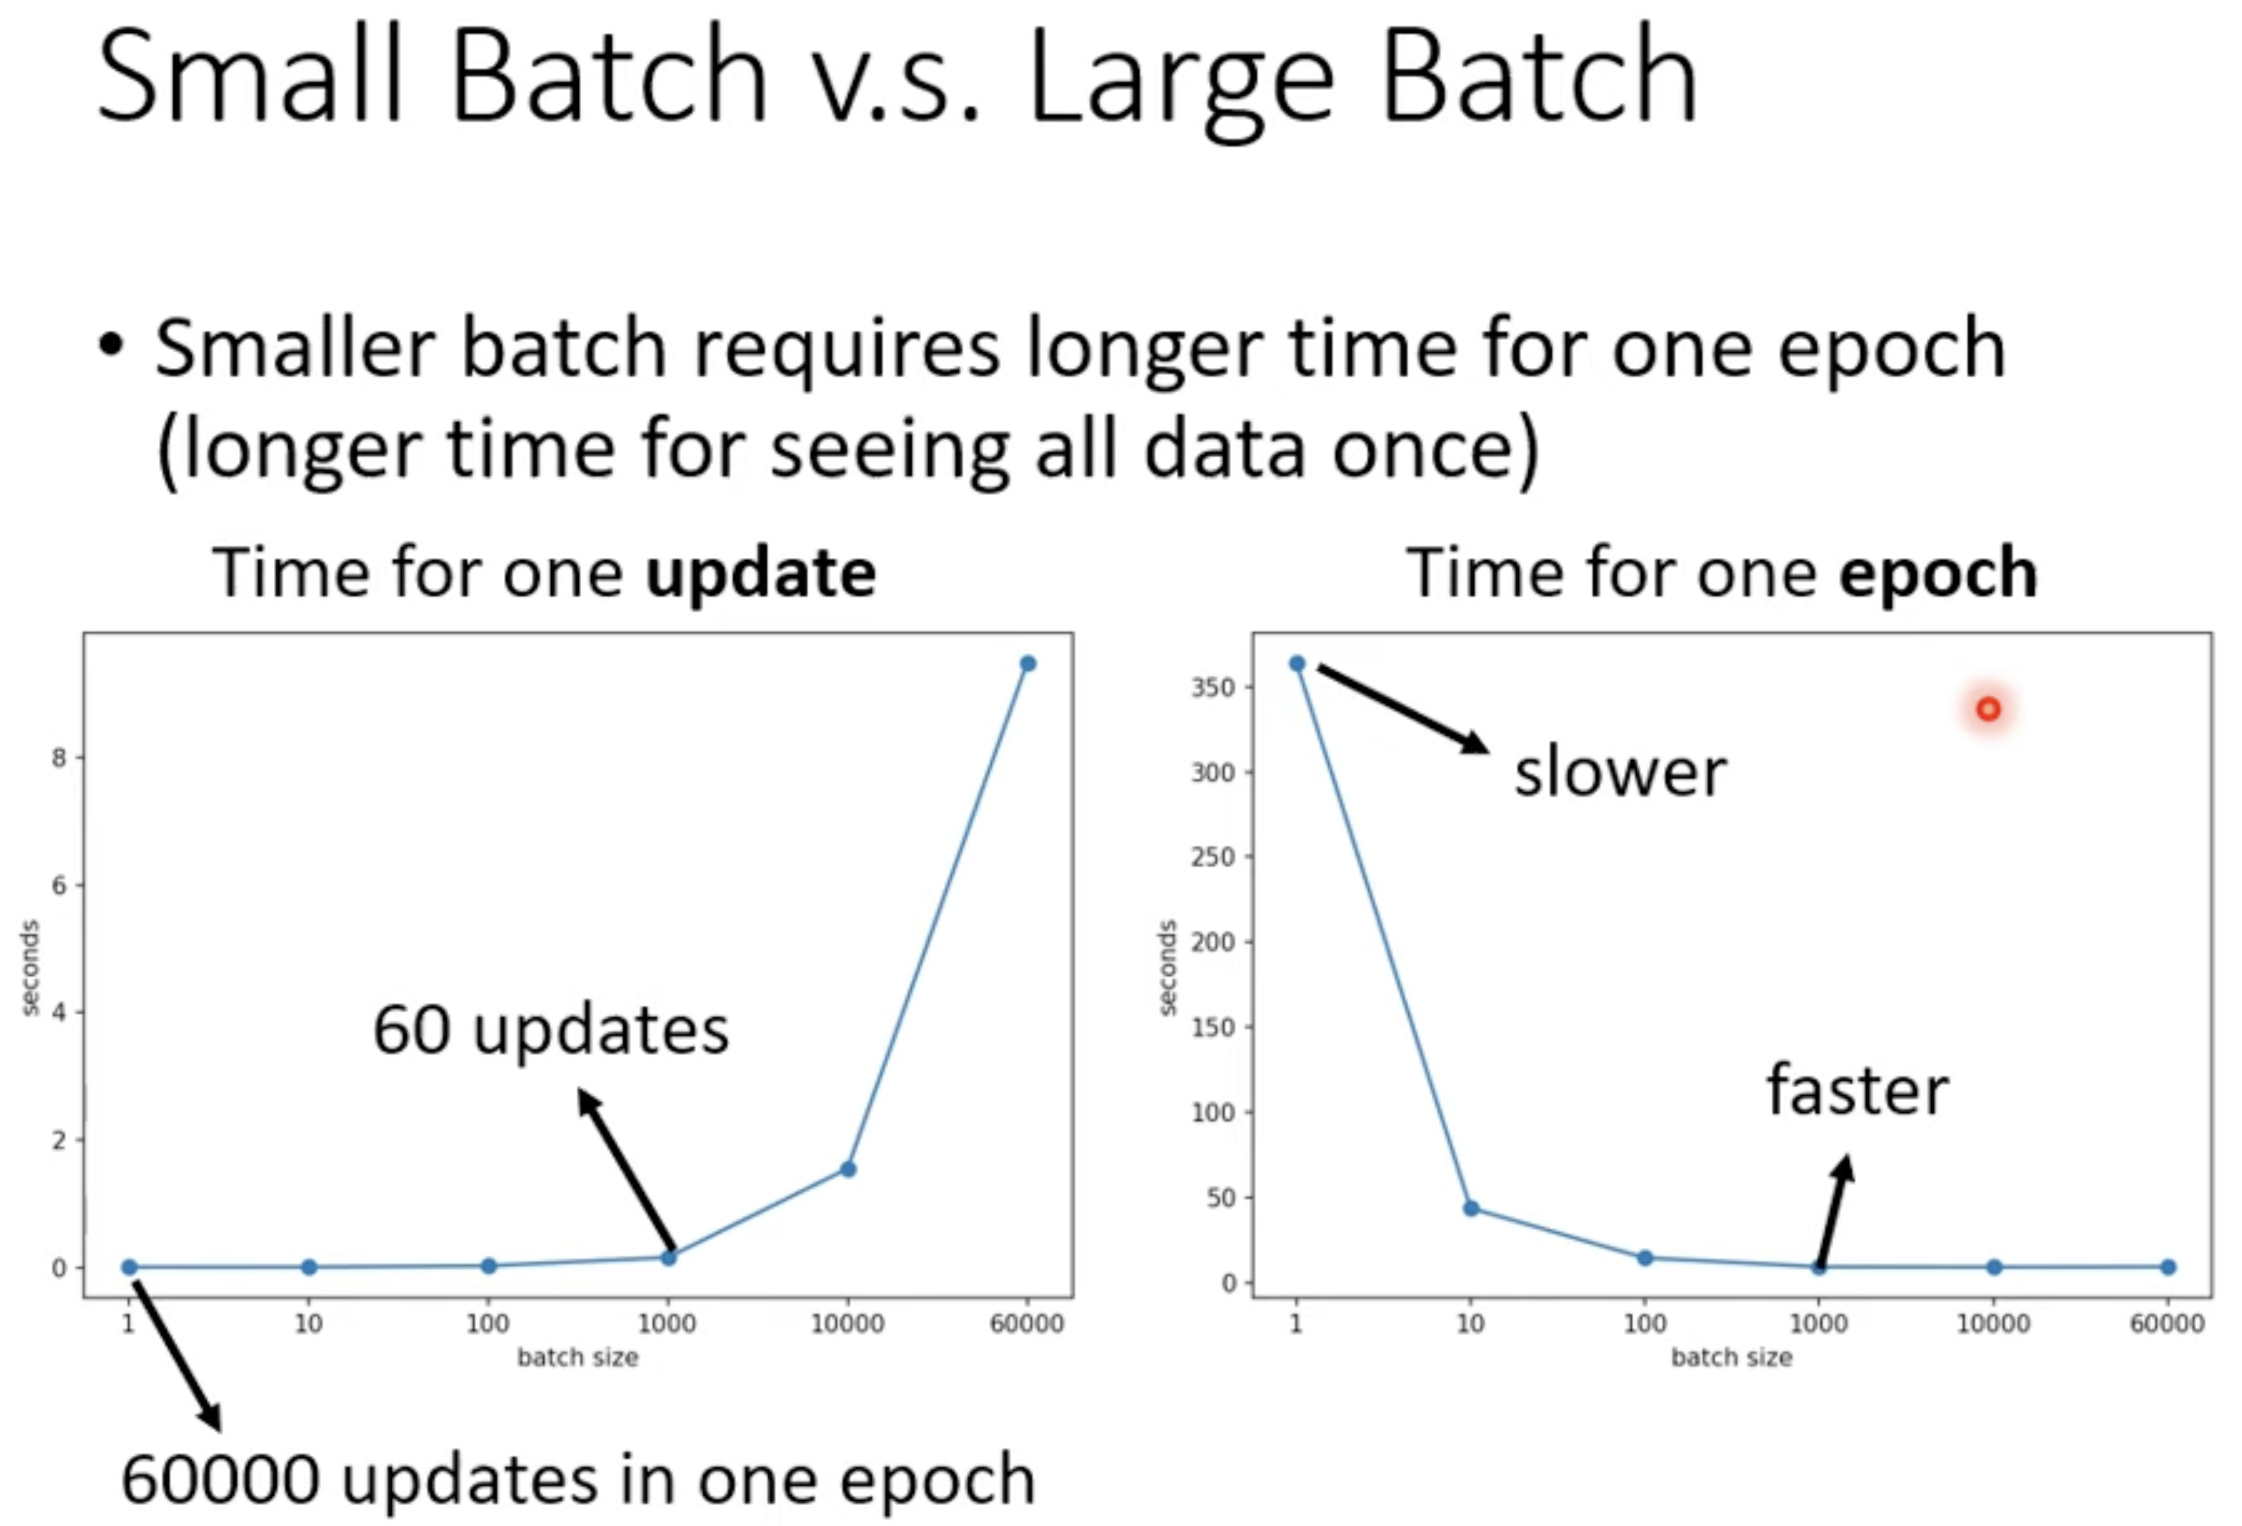 Small Batch v.s. Large Batch
• Smaller batch requires longer time for one epoch
(longer time for seeing all data once)
Time for one update
8
6
4
2
0
seconds
60 updates
1 10 100 1000 10000 60000
batch size
60000 updates in one epoch
Time for one epoch
350
300
250
200
150
100
50
0
seconds
slower
faster
1 10 100 1000 10000 60000
batch size